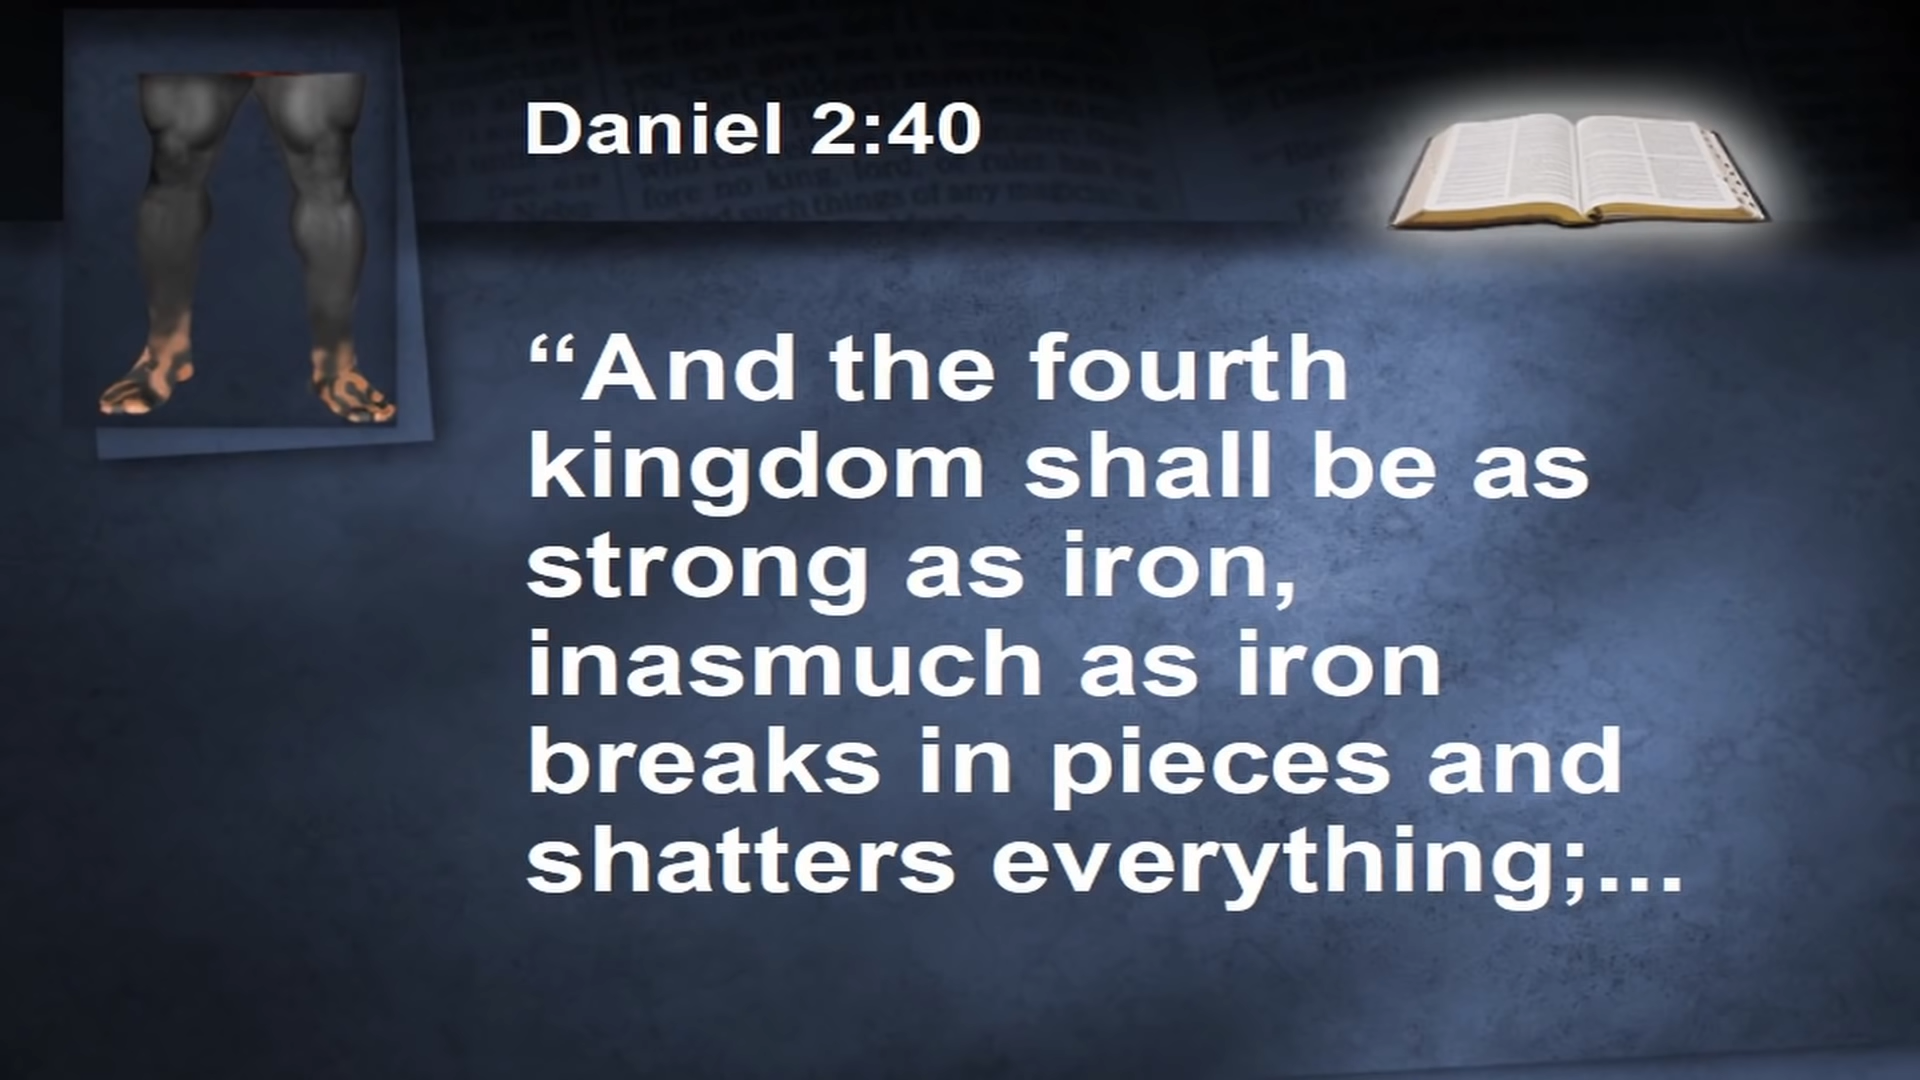 Daniel 2:40
“And the fourth
kingdom shall be as
strong as iron,
inasmuch as iron
breaks in pieces and
shatters everything;...